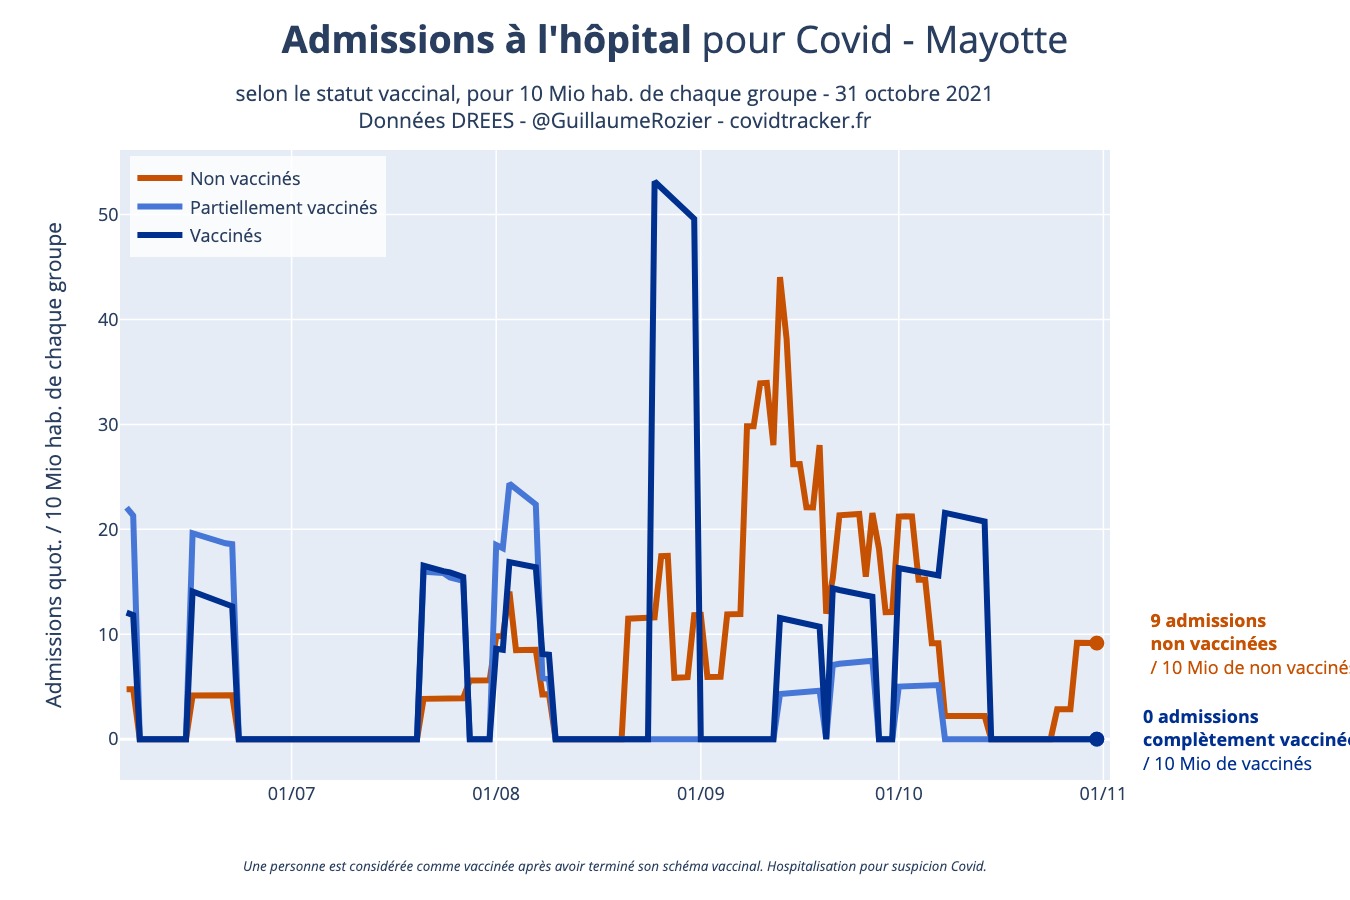 Admissions à l'hôpital pour Covid - Mayotte
selon le statut vaccinal, pour 10 Mio hab. de chaque groupe - 31 octobre 2021
Données DREES - @GuillaumeRozier - covidtracker.fr
Non vaccinés
Partiellement vaccinés
Vaccinés
Admissions quot. / 10 Mio hab. de chaque groupe
50
40
30
20
10
0
01/07
01/08
01/09
01/10
01/11
9 admissions
non vaccinées
/ 10 Mio de non vaccinés
0 admissions
complètement vacciné
/ 10 Mio de vaccinés
Une personne est considérée comme vaccinée après avoir terminé son schéma vaccinal. Hospitalisation pour suspicion Covid.